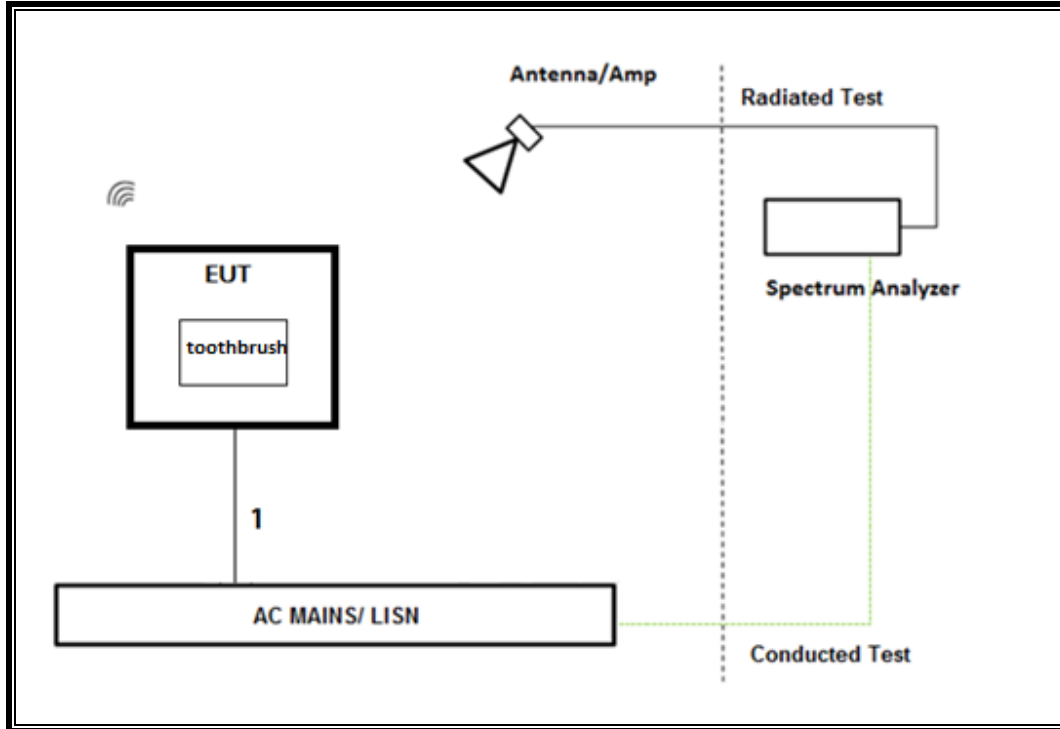 Antenna/Amp
Radiated Test
EUT
toothbrush
Spectrum Analyzer
1
AC MAINS/ LISN
Conducted Test